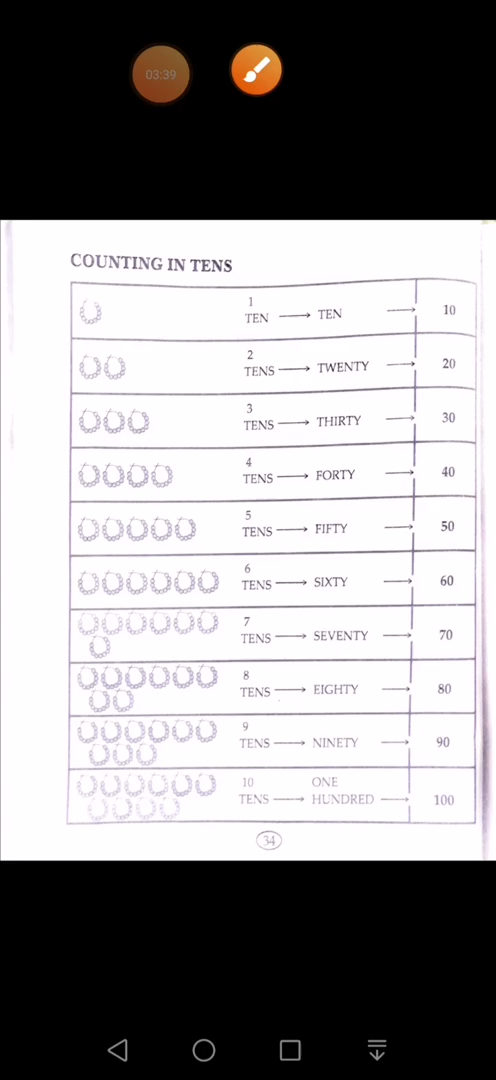 03:39
COUNTING IN TENS
1
TEN → TEN → 10
2
TENS → TWENTY → 20
3
TENS → THIRTY → 30
4
TENS → FORTY → 40
5
TENS → FIFTY → 50
6
TENS → SIXTY → 60
7
TENS → SEVENTY → 70
8
TENS → EIGHTY → 80
9
TENS → NINETY → 90
10 ONE
TENS → HUNDRED → 100
34